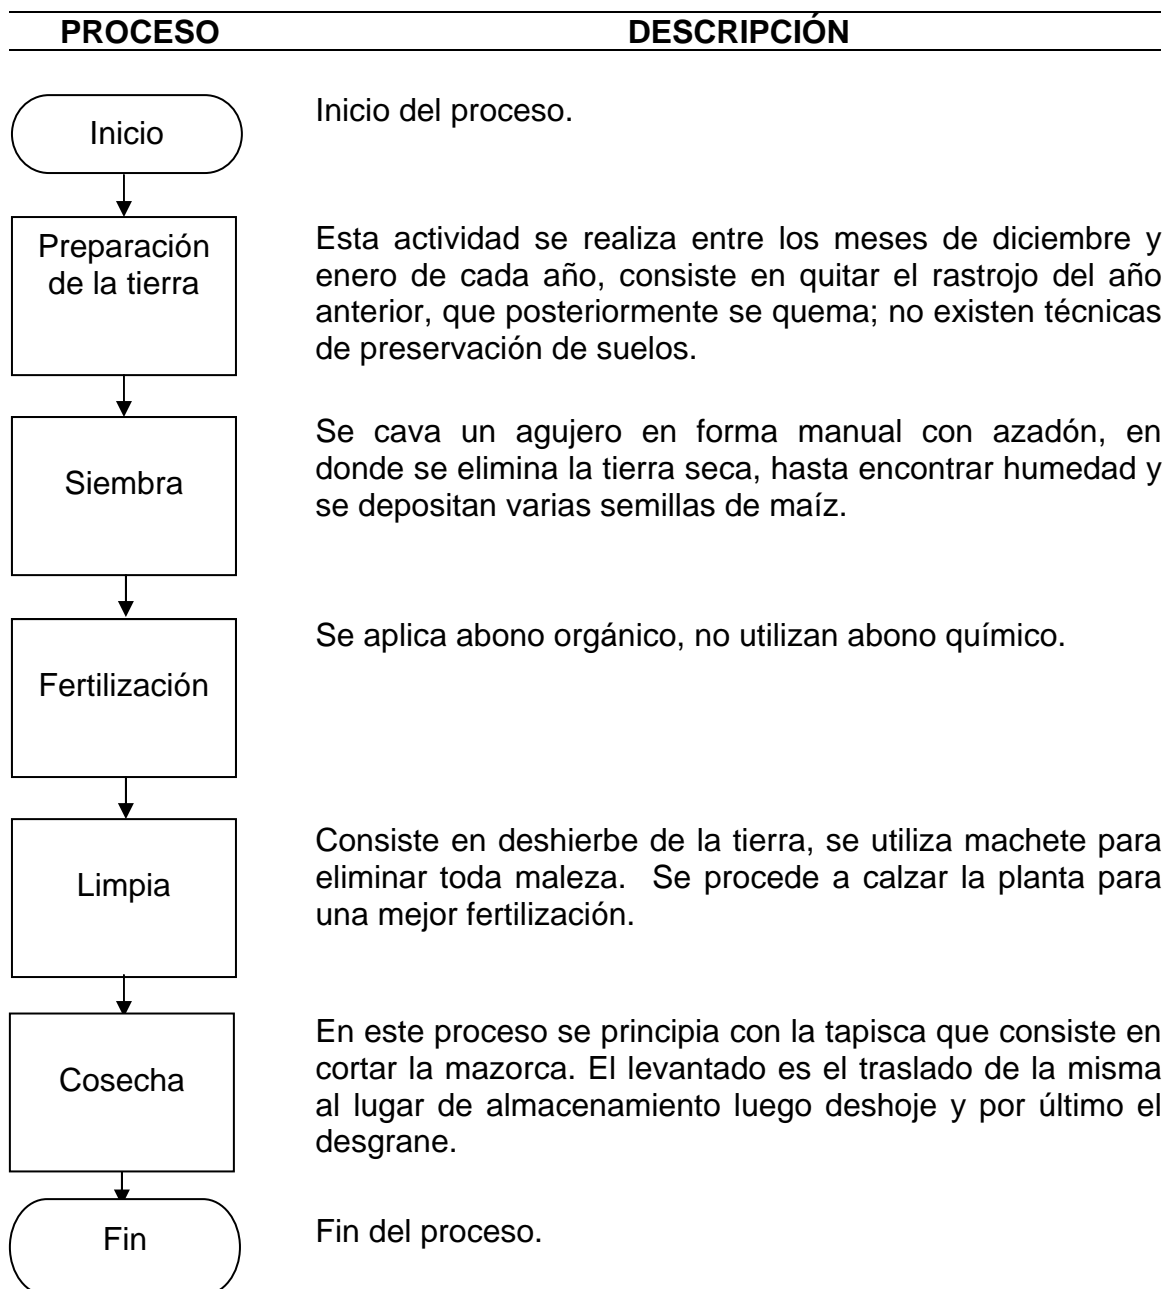 PROCESO DESCRIPCIÓN
Inicio
Inicio del proceso.
Preparación
de la tierra
Esta actividad se realiza entre los meses de diciembre y
enero de cada año, consiste en quitar el rastrojo del año
anterior, que posteriormente se quema; no existen técnicas
de preservación de suelos.
Siembra
Se cava un agujero en forma manual con azadón, en
donde se elimina la tierra seca, hasta encontrar humedad y
se depositan varias semillas de maíz.
Fertilización
Se aplica abono orgánico, no utilizan abono químico.
Limpia
Consiste en deshierbe de la tierra, se utiliza machete para
eliminar toda maleza. Se procede a calzar la planta para
una mejor fertilización.
Cosecha
En este proceso se principia con la tapisca que consiste en
cortar la mazorca. El levantado es el traslado de la misma
al lugar de almacenamiento luego deshoje y por último el
desgrane.
Fin
Fin del proceso.